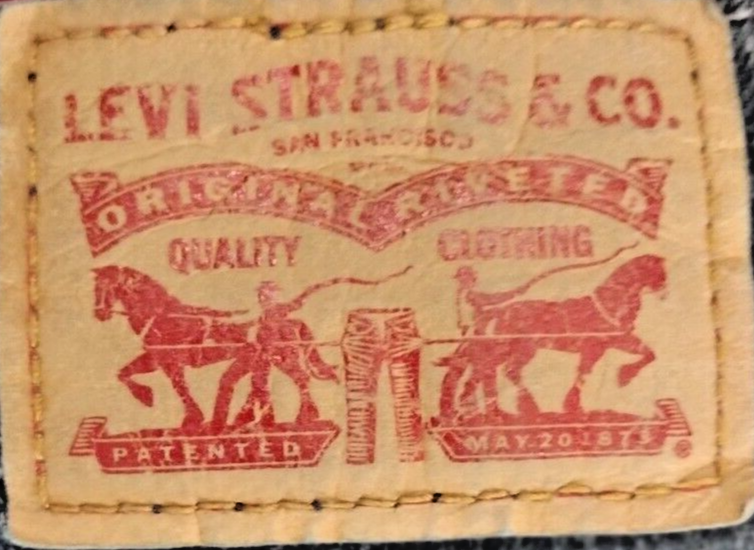 LEVI STRAUSS & CO.
SAN FRANCISCO
ORIGINAL RIVETED
QUALITY CLOTHING
PATENTED MAY 20 1873
®